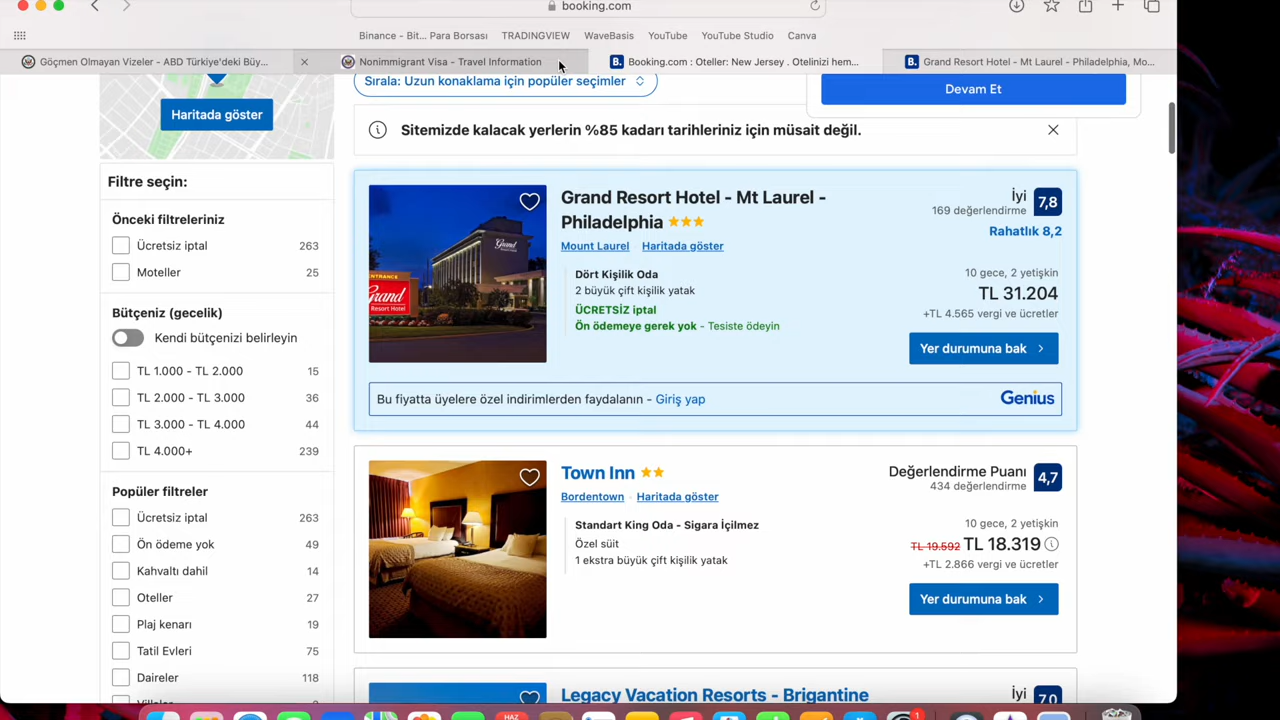 booking.com
Binance - Bit... Para Borsası TRADINGVIEW WaveBasis YouTube YouTube Studio Canva
Göçmen Olmayan Vizeler - ABD Türkiye'deki Büy...
Nonimmigrant Visa - Travel Information
B. Booking.com : Oteller: New Jersey . Otelinizi hem...
B. Grand Resort Hotel - Mt Laurel - Philadelphia, Mo...
Haritada göster
Sırala: Uzun konaklama için popüler seçimler
Devam Et
Sitemizde kalacak yerlerin %85 kadarı tarihleriniz için müsait değil.
Filtre seçin:
Önceki filtreleriniz
Ücretsiz iptal 263
Moteller 25
Bütçeniz (gecelik)
Kendi bütçenizi belirleyin
TL 1.000 - TL 2.000 15
TL 2.000 - TL 3.000 36
TL 3.000 - TL 4.000 44
TL 4.000+ 239
Popüler filtreler
Ücretsiz iptal 263
Ön ödeme yok 49
Kahvaltı dahil 14
Oteller 27
Plaj kenarı 19
Tatil Evleri 75
Daireler 118
Grand
ENTRANCE
Grand
Resort Hotel
Grand Resort Hotel - Mt Laurel -
Philadelphia
Mount Laurel Haritada göster
Dört Kişilik Oda
2 büyük çift kişilik yatak
ÜCRETSİZ iptal
Ön ödemeye gerek yok - Tesiste ödeyin
İyi 7,8
169 değerlendirme
Rahatlık 8,2
10 gece, 2 yetişkin
TL 31.204
+TL 4.565 vergi ve ücretler
Yer durumuna bak
Bu fiyatta üyelere özel indirimlerden faydalanın - Giriş yap
Genius
Town Inn
Bordentown Haritada göster
Standart King Oda - Sigara İçilmez
Özel süit
1 ekstra büyük çift kişilik yatak
Değerlendirme Puanı 4,7
434 değerlendirme
10 gece, 2 yetişkin
TL 19.592 TL 18.319
+TL 2.866 vergi ve ücretler
Yer durumuna bak
Legacy Vacation Resorts - Brigantine
İyi 7,0
HAZ
1